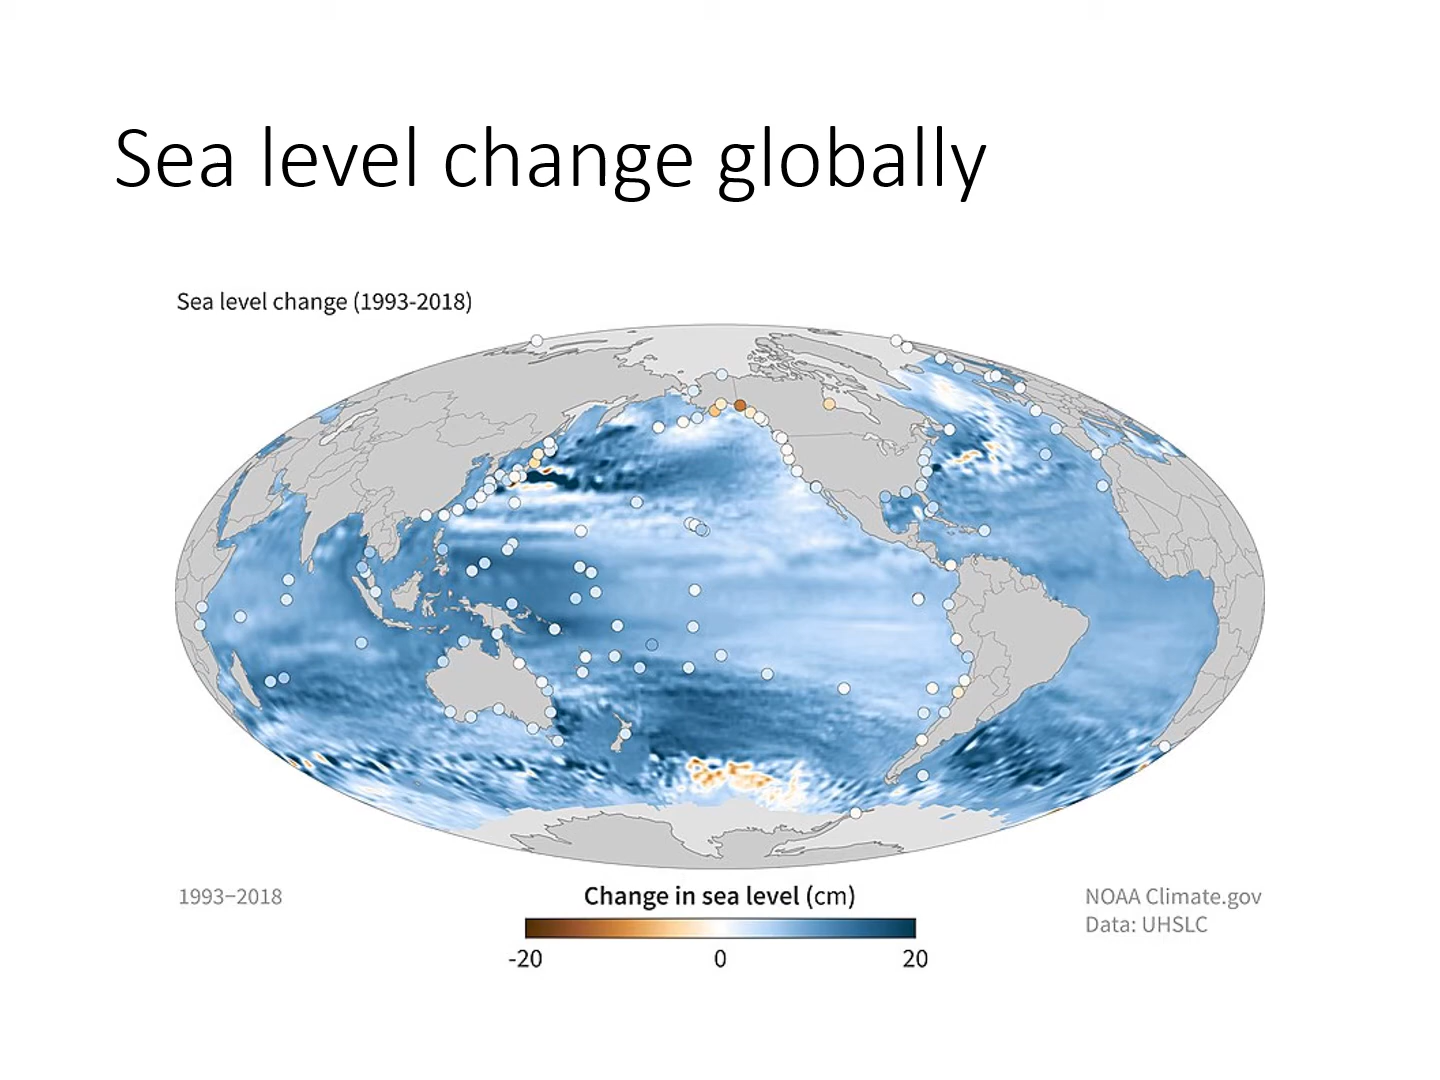 Sea level change globally
Sea level change (1993-2018)
1993–2018
Change in sea level (cm)
-20 0 20
NOAA Climate.gov
Data: UHSLC